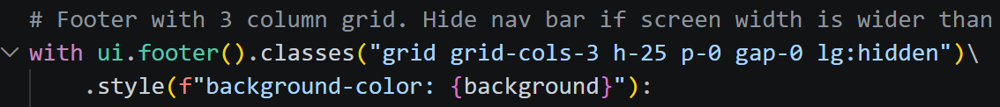 # Footer with 3 column grid. Hide nav bar if screen width is wider than
with ui.footer().classes("grid grid-cols-3 h-25 p-0 gap-0 lg:hidden")\
.style(f"background-color: {background}"):